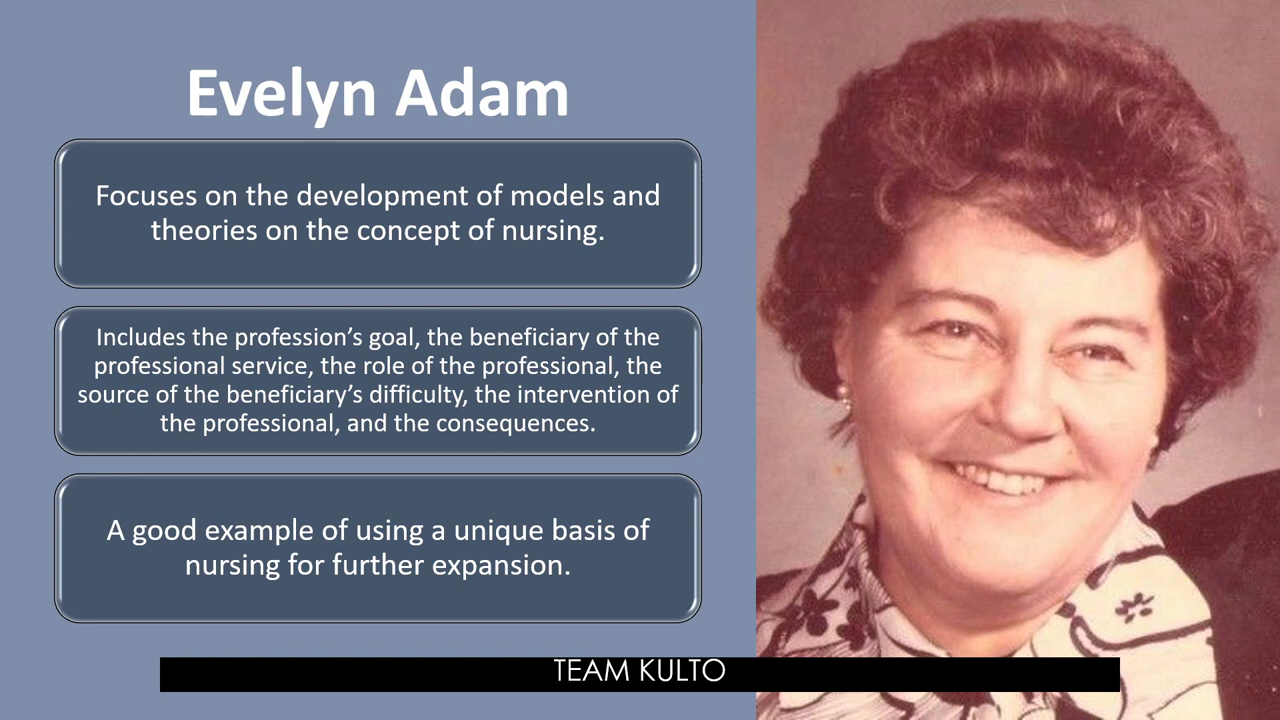 Evelyn Adam
Focuses on the development of models and
theories on the concept of nursing.
Includes the profession’s goal, the beneficiary of the
professional service, the role of the professional, the
source of the beneficiary’s difficulty, the intervention of
the professional, and the consequences.
A good example of using a unique basis of
nursing for further expansion.
TEAM KULTO